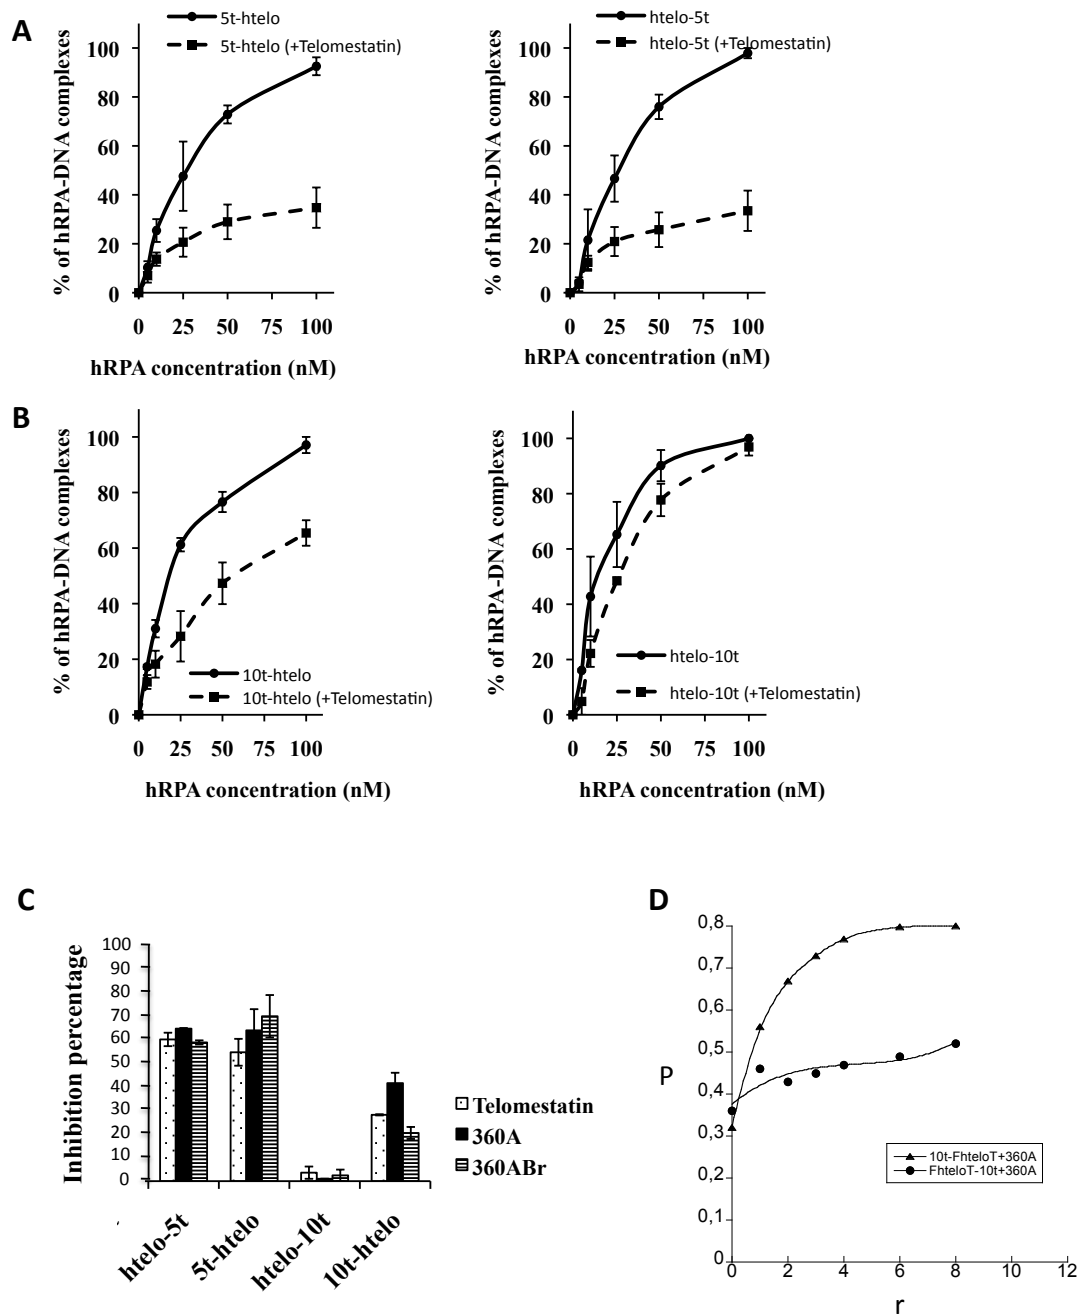 A
5t-htelo
5t-htelo (+Telomestatin)
% of hRPA-DNA complexes
100
80
60
40
20
0
0 25 50 75 100
hRPA concentration (nM)
htelo-5t
htelo-5t (+Telomestatin)
% of hRPA-DNA complexes
100
80
60
40
20
0
0 25 50 75 100
hRPA concentration (nM)
B
% of hRPA-DNA complexes
100
80
60
40
20
0
10t-htelo
10t-htelo (+Telomestatin)
0 25 50 75 100
hRPA concentration (nM)
% of hRPA-DNA complexes
100
80
60
40
20
0
htelo-10t
htelo-10t (+Telomestatin)
0 25 50 75 100
hRPA concentration (nM)
C
Inhibition percentage
100
90
80
70
60
50
40
30
20
10
0
htelo-5t
5t-htelo
htelo-10t
10t-htelo
Telomestatin
360A
360ABr
D
P
0,8
0,7
0,6
0,5
0,4
0,3
0,2
0,1
0
10t-FhteloT+360A
FhteloT-10t+360A
0 2 4 6 8 10 12
r